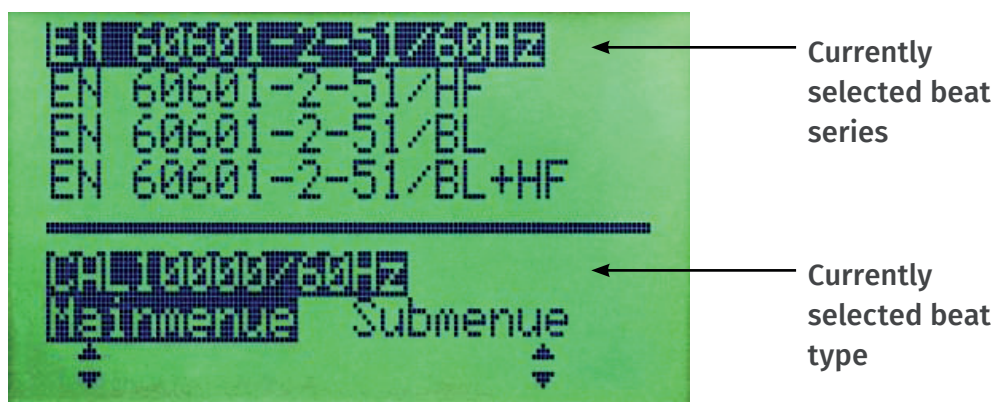 EN 60601-2-51/60Hz
EN 60601-2-51/HF
EN 60601-2-51/BL
EN 60601-2-51/BL+HF
CAL10000/60Hz
Mainmenue Submenue
Currently
selected beat
series
Currently
selected beat
type